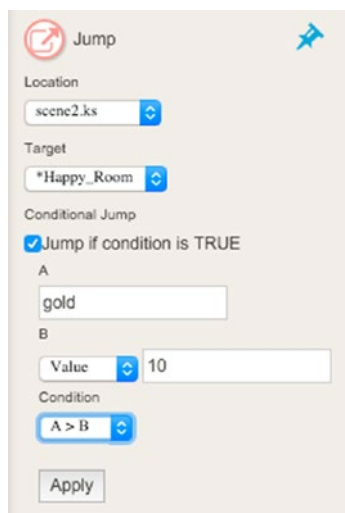 Jump
Location
scene2.ks
Target
*Happy_Room
Conditional Jump
Jump if condition is TRUE
A
gold
B
Value 10
Condition
A > B
Apply